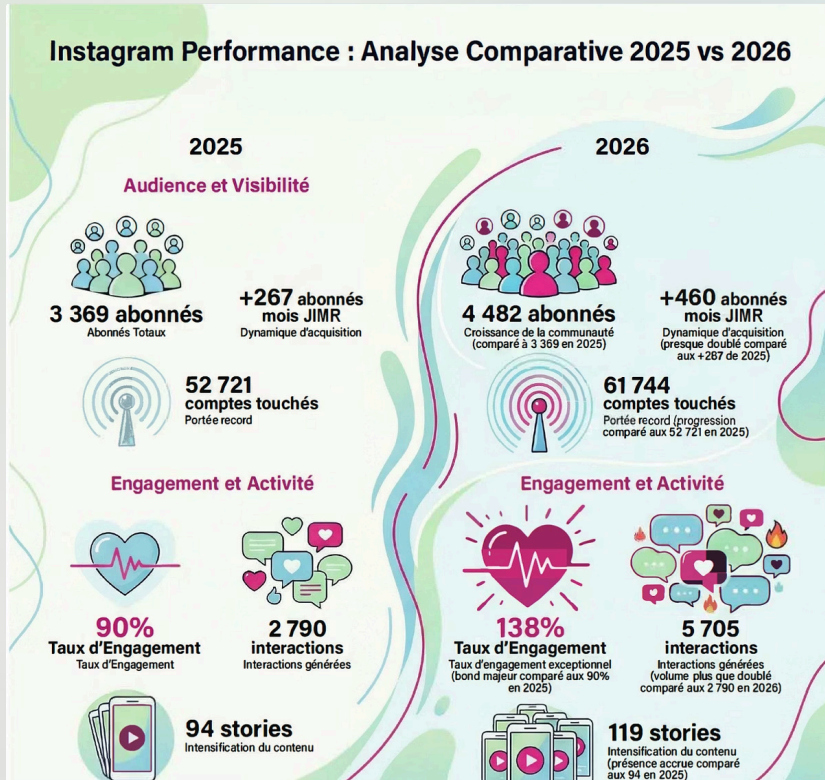 Instagram Performance : Analyse Comparative 2025 vs 2026
2025
Audience et Visibilité
3 369 abonnés
Abonnés Totaux
+267 abonnés
mois JIMR
Dynamique d'acquisition
52 721
comptes touchés
Portée record
Engagement et Activité
90%
Taux d'Engagement
Taux d'Engagement
2 790
interactions
Interactions générées
94 stories
Intensification du contenu
2026
4 482 abonnés
Croissance de la communauté
(comparé à 3 369 en 2025)
+460 abonnés
mois JIMR
Dynamique d'acquisition
(presque doublé comparé
aux +287 de 2025)
61 744
comptes touchés
Portée record (progression
comparé aux 52 721 en 2025)
Engagement et Activité
138%
Taux d'Engagement
Taux d'engagement exceptionnel
(bond majeur comparé aux 90%
en 2025)
5 705
interactions
Interactions générées
(volume plus que doublé
comparé aux 2 790 en 2026)
119 stories
Intensification du contenu
(présence accrue comparé
aux 94 en 2025)